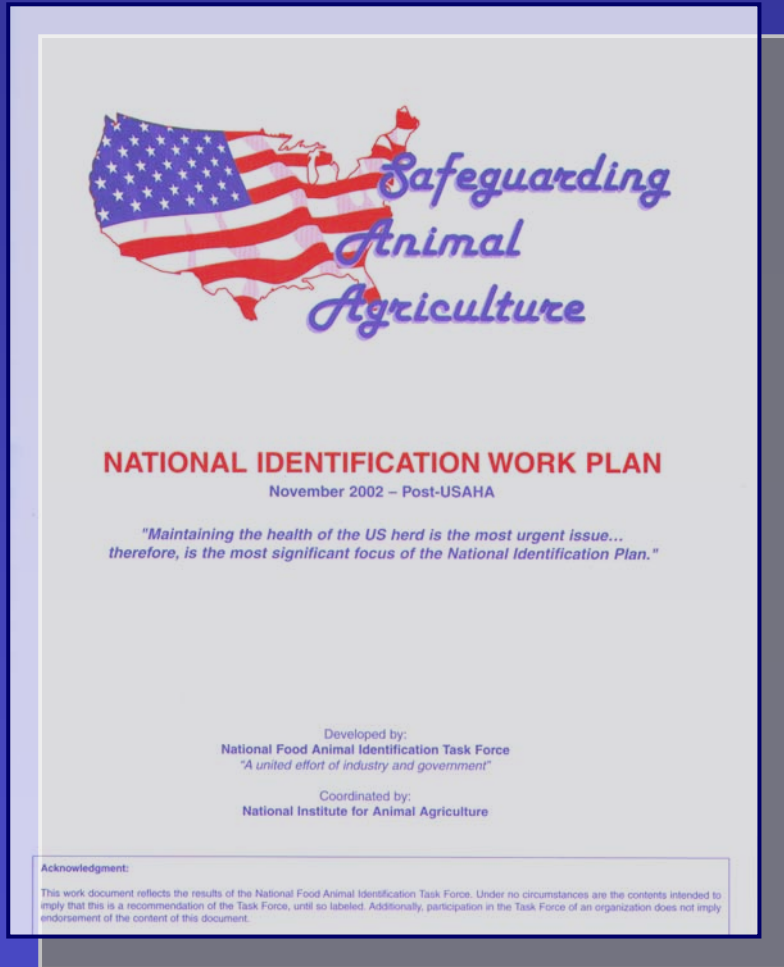 Safeguarding
Animal
Agriculture
NATIONAL IDENTIFICATION WORK PLAN
November 2002 – Post-USAHA
"Maintaining the health of the US herd is the most urgent issue...
therefore, is the most significant focus of the National Identification Plan."
Developed by:
National Food Animal Identification Task Force
"A united effort of industry and government"
Coordinated by:
National Institute for Animal Agriculture
Acknowledgment:
This work document reflects the results of the National Food Animal Identification Task Force. Under no circumstances are the contents intended to
imply that this is a recommendation of the Task Force, until so labeled. Additionally, participation in the Task Force of an organization does not imply
endorsement of the content of this document.